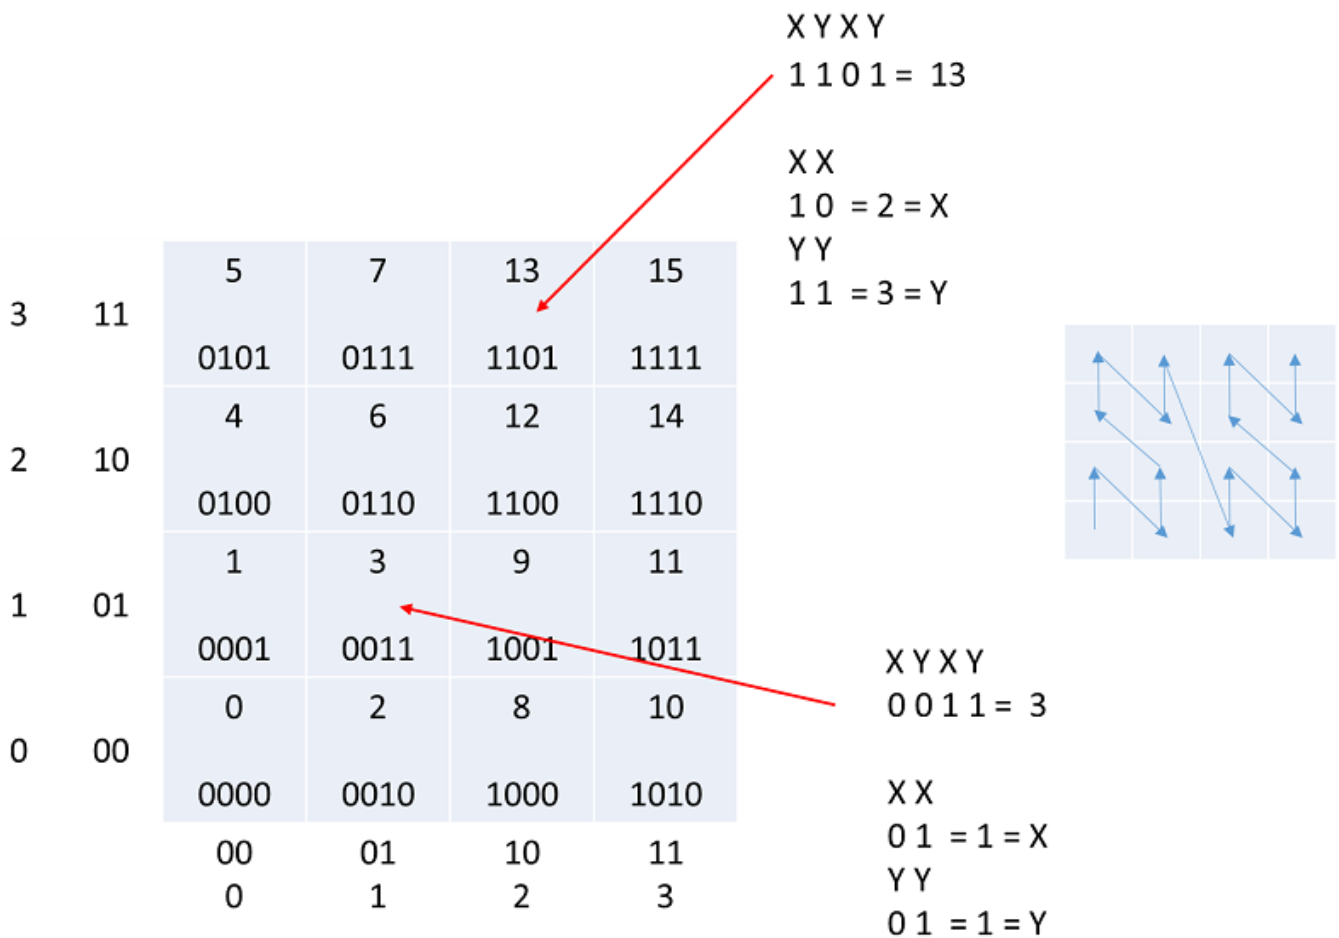 X Y X Y
1 1 0 1 = 13
X X
1 0 = 2 = X
Y Y
1 1 = 3 = Y
5 7 13 15
3 11
0101 0111 1101 1111
4 6 12 14
2 10
0100 0110 1100 1110
1 3 9 11
1 01
0001 0011 1001 1011
0 2 8 10
0 00
0000 0010 1000 1010
00 01 10 11
0 1 2 3
X Y X Y
0 0 1 1 = 3
X X
0 1 = 1 = X
Y Y
0 1 = 1 = Y